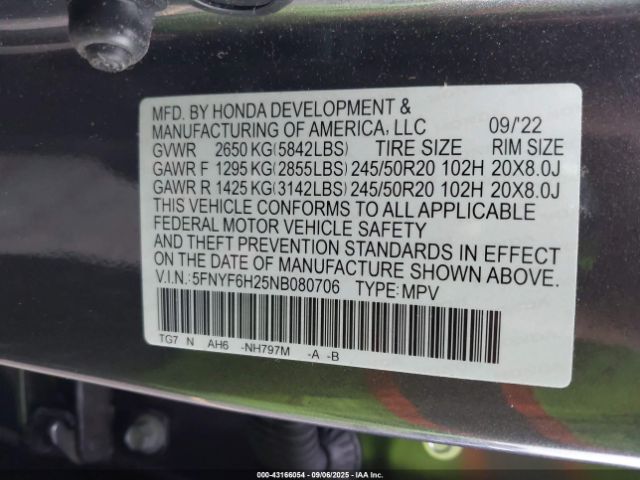 MFD. BY HONDA DEVELOPMENT &
MANUFACTURING OF AMERICA, LLC 09/'22
GVWR 2650 KG(5842LBS) TIRE SIZE RIM SIZE
GAWR F 1295 KG(2855LBS) 245/50R20 102H 20X8.0J
GAWR R 1425 KG(3142LBS) 245/50R20 102H 20X8.0J
THIS VEHICLE CONFORMS TO ALL APPLICABLE
FEDERAL MOTOR VEHICLE SAFETY
AND THEFT PREVENTION STANDARDS IN EFFECT
ON THE DATE OF MANUFACTURE SHOWN ABOVE.
V.I.N.:5FNYF6H25NB080706 TYPE:MPV
TG7 N AH6 -NH797M -A -B
000-43166054 | 09/06/2025 | IAA Inc.